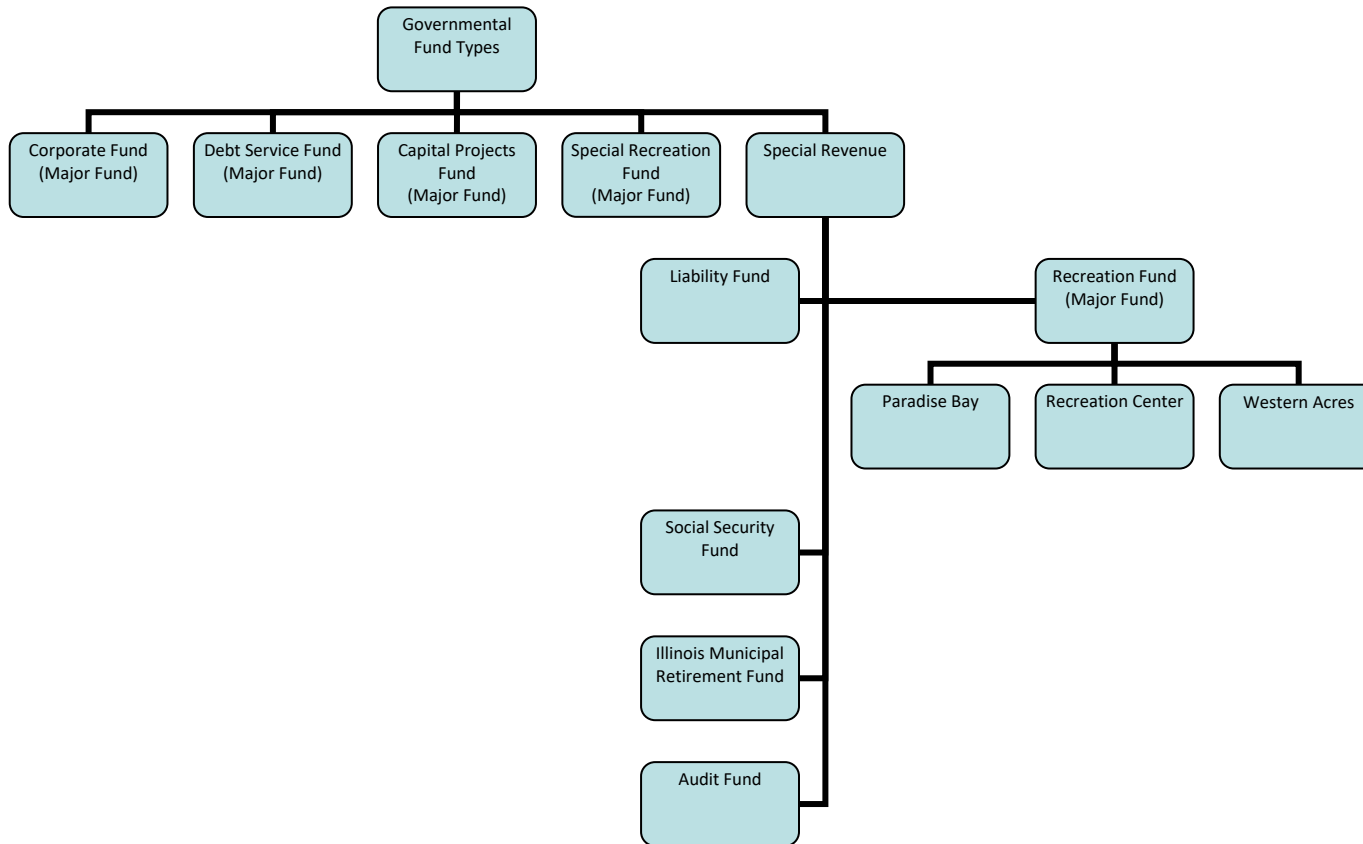 Governmental
Fund Types
Corporate Fund
(Major Fund)
Debt Service Fund
(Major Fund)
Capital Projects
Fund
(Major Fund)
Special Recreation
Fund
(Major Fund)
Special Revenue
Liability Fund
Recreation Fund
(Major Fund)
Paradise Bay
Recreation Center
Western Acres
Social Security
Fund
Illinois Municipal
Retirement Fund
Audit Fund